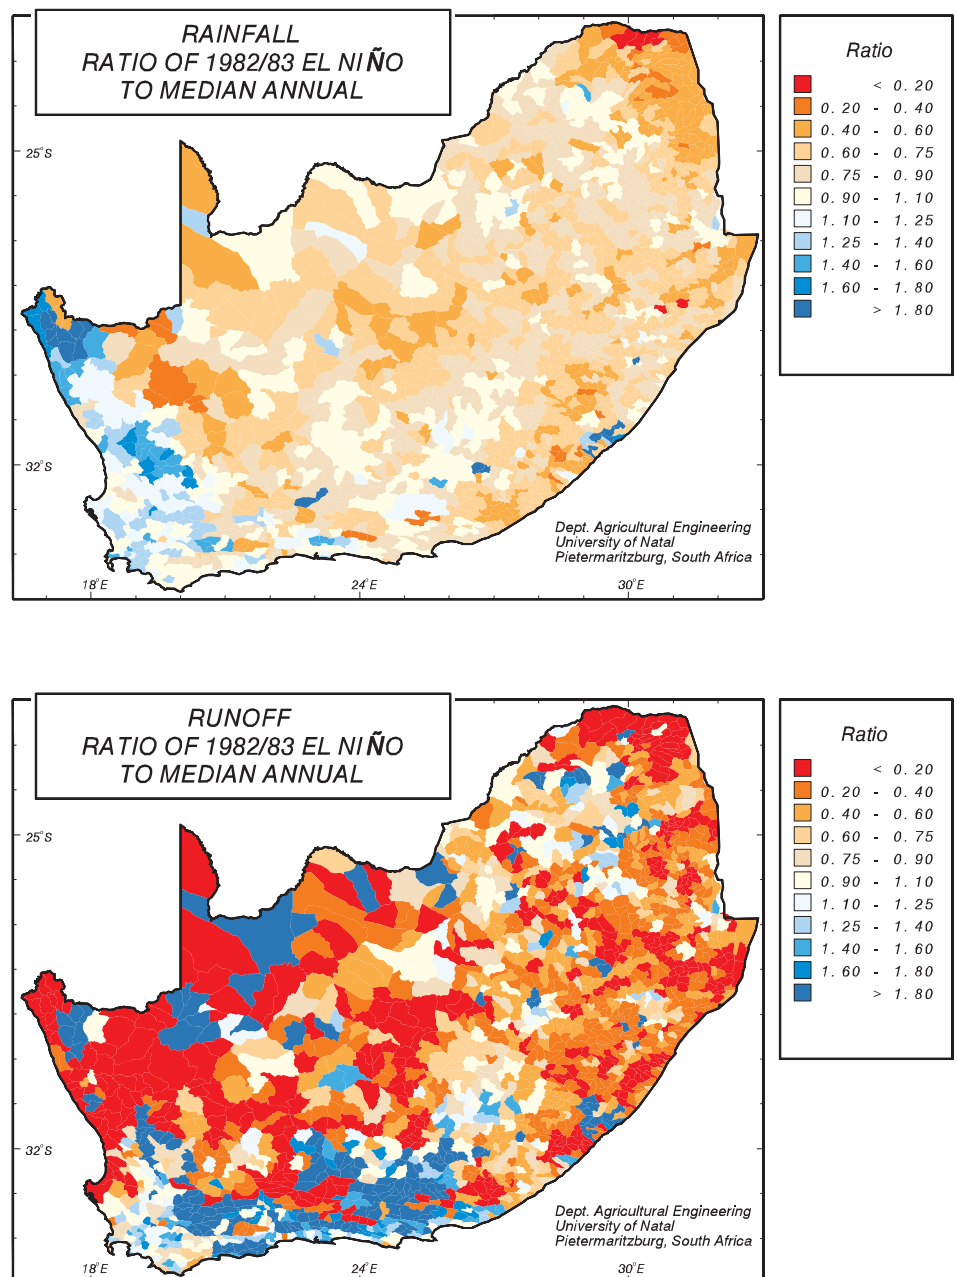 RAINFALL
RATIO OF 1982/83 EL NIÑO
TO MEDIAN ANNUAL
Ratio
< 0.20
0.20 - 0.40
0.40 - 0.60
0.60 - 0.75
0.75 - 0.90
0.90 - 1.10
1.10 - 1.25
1.25 - 1.40
1.40 - 1.60
1.60 - 1.80
> 1.80
25°S
32°S
Dept. Agricultural Engineering
University of Natal
Pietermaritzburg, South Africa
18°E 24°E 30°E
RUNOFF
RATIO OF 1982/83 EL NIÑO
TO MEDIAN ANNUAL
Ratio
< 0.20
0.20 - 0.40
0.40 - 0.60
0.60 - 0.75
0.75 - 0.90
0.90 - 1.10
1.10 - 1.25
1.25 - 1.40
1.40 - 1.60
1.60 - 1.80
> 1.80
25°S
32°S
Dept. Agricultural Engineering
University of Natal
Pietermaritzburg, South Africa
18°E 24°E 30°E